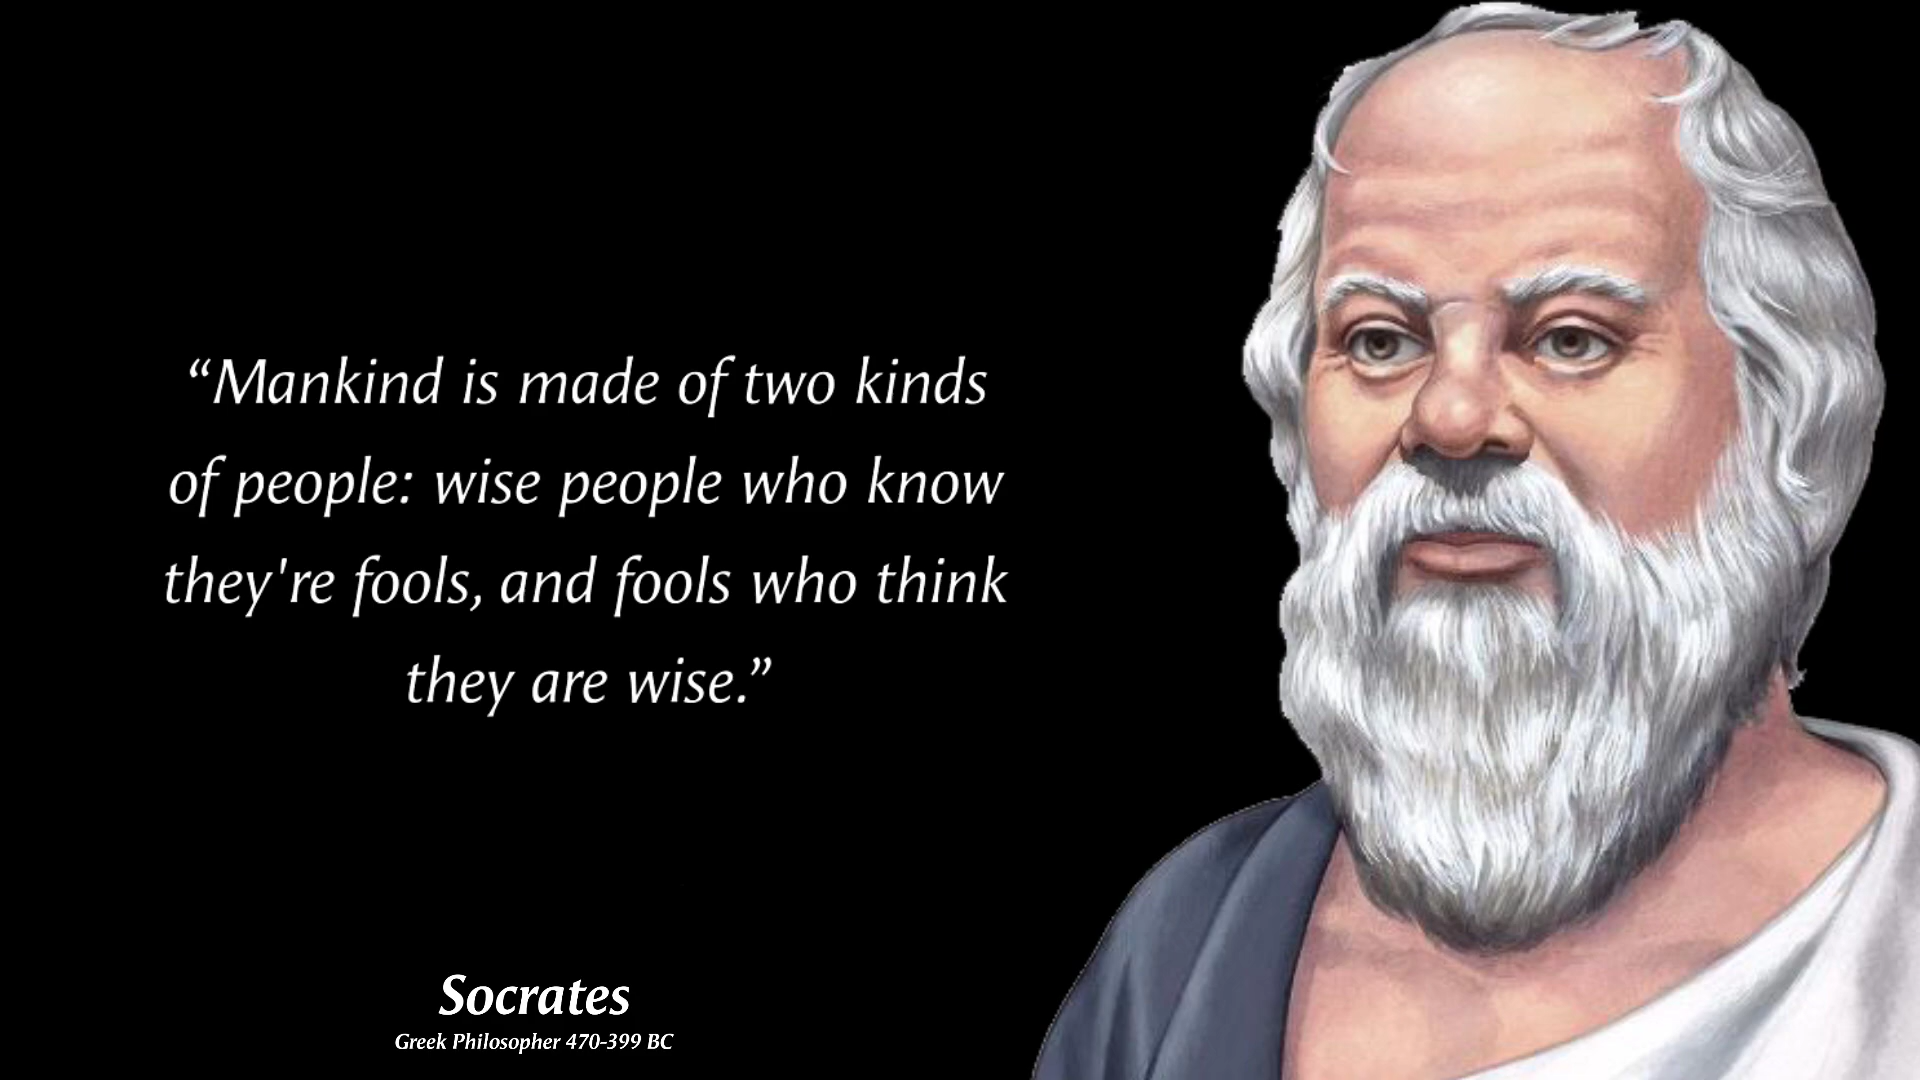 “Mankind is made of two kinds
of people: wise people who know
they're fools, and fools who think
they are wise.”
Socrates
Greek Philosopher 470-399 BC